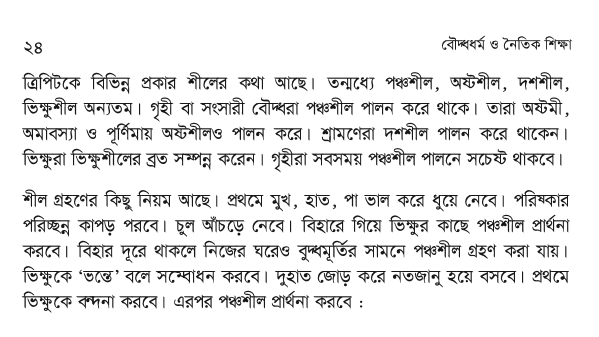 ২৪
বৌদ্ধধর্ম ও নৈতিক শিক্ষা
ত্রিপিটকে বিভিন্ন প্রকার শীলের কথা আছে। তন্মধ্যে পঞ্চশীল, অষ্টশীল, দশশীল,
ভিক্ষুশীল অন্যতম। গৃহী বা সংসারী বৌদ্ধরা পঞ্চশীল পালন করে থাকে। তারা অষ্টমী,
অমাবস্যা ও পূর্ণিমায় অষ্টশীলও পালন করে। শ্রামণেরা দশশীল পালন করে থাকেন।
ভিক্ষুরা ভিক্ষুশীলের ব্রত সম্পন্ন করেন। গৃহীরা সবসময় পঞ্চশীল পালনে সচেষ্ট থাকবে।
শীল গ্রহণের কিছু নিয়ম আছে। প্রথমে মুখ, হাত, পা ভাল করে ধুয়ে নেবে। পরিষ্কার
পরিচ্ছন্ন কাপড় পরবে। চুল আঁচড়ে নেবে। বিহারে গিয়ে ভিক্ষুর কাছে পঞ্চশীল প্রার্থনা
করবে। বিহার দূরে থাকলে নিজের ঘরেও বুদ্ধমূর্তির সামনে পঞ্চশীল গ্রহণ করা যায়।
ভিক্ষুকে ‘ভন্তে’ বলে সম্বোধন করবে। দুহাত জোড় করে নতজানু হয়ে বসবে। প্রথমে
ভিক্ষুকে বন্দনা করবে। এরপর পঞ্চশীল প্রার্থনা করবে :